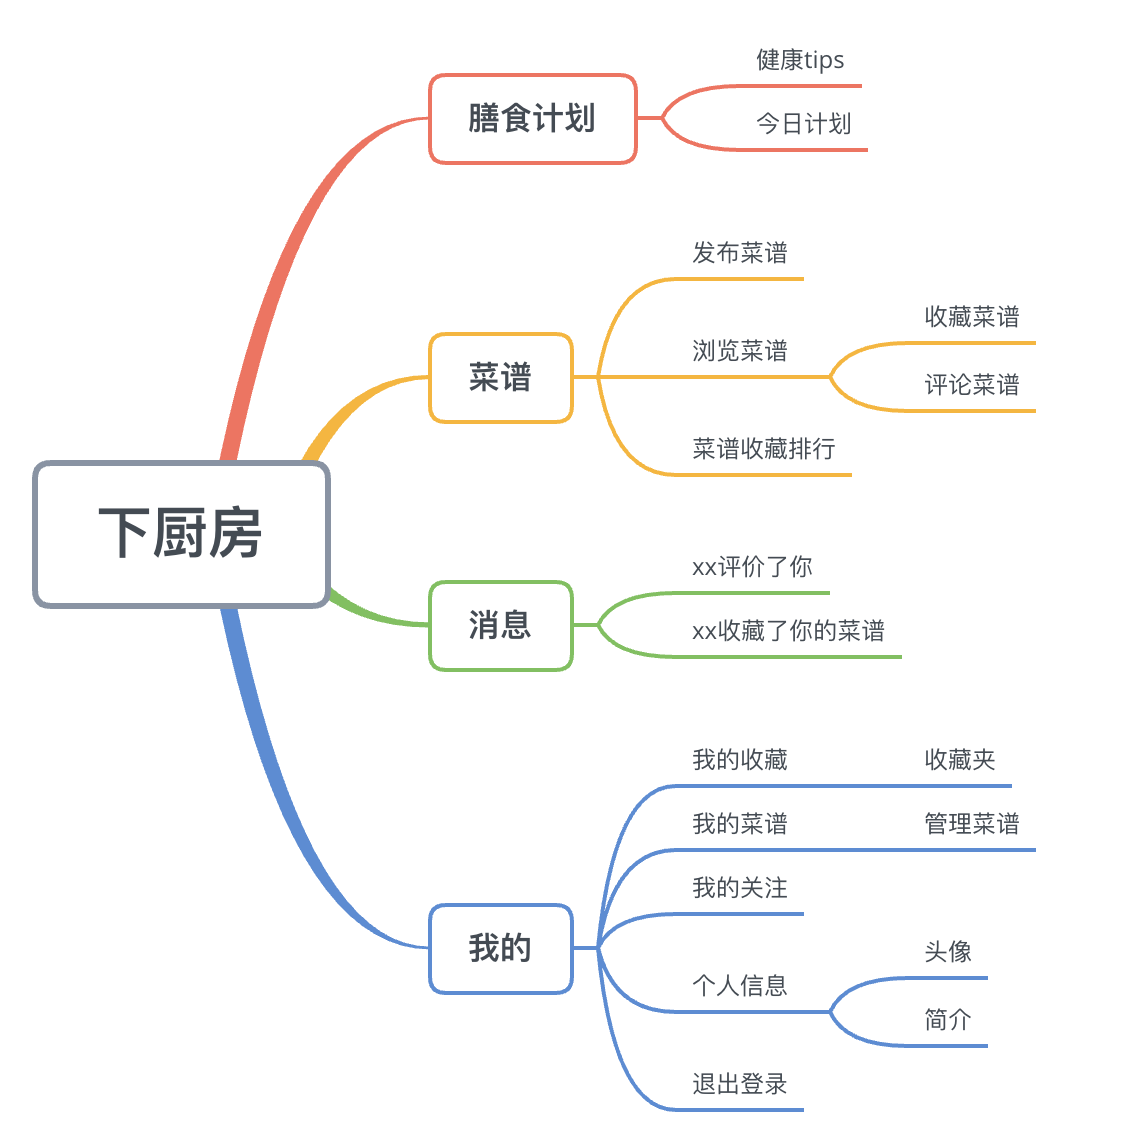 下厨房
膳食计划
健康tips
今日计划
菜谱
发布菜谱
浏览菜谱
收藏菜谱
评论菜谱
菜谱收藏排行
消息
xx评价了你
xx收藏了你的菜谱
我的
我的收藏
收藏夹
我的菜谱
管理菜谱
我的关注
个人信息
头像
简介
退出登录